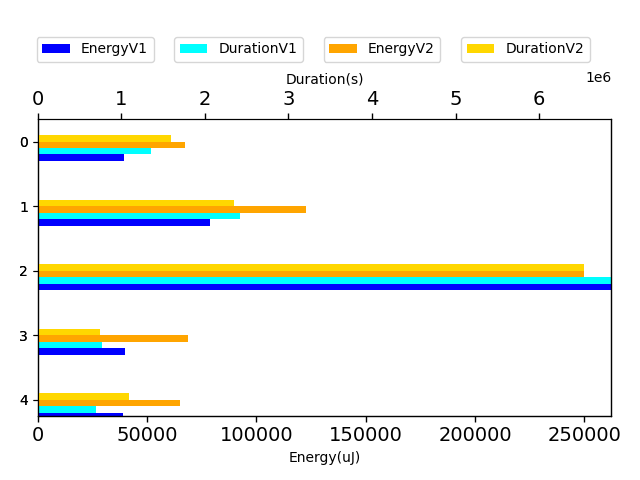 EnergyV1 DurationV1 EnergyV2 DurationV2
Duration(s)
1e6
0 1 2 3 4 5 6
0
1
2
3
4
0 50000 100000 150000 200000 250000
Energy(uJ)